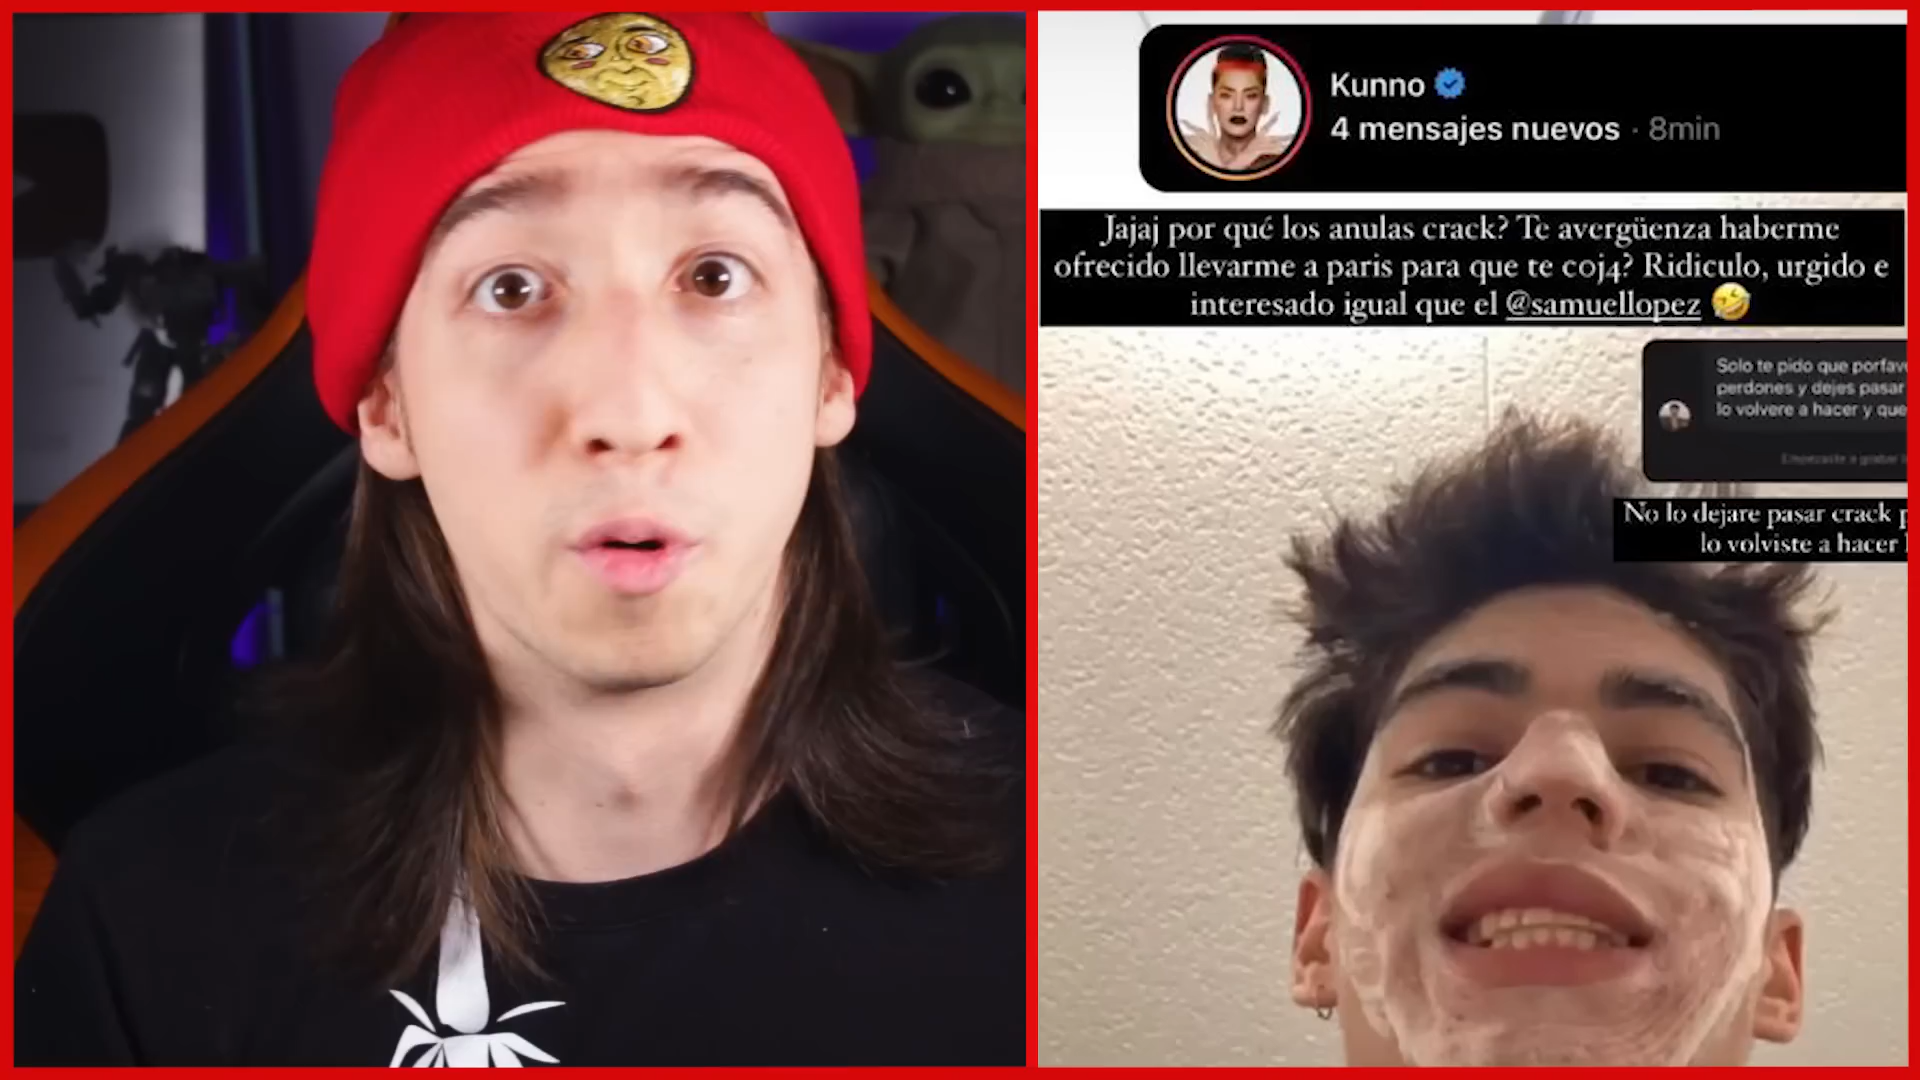 Kunno
4 mensajes nuevos · 8min
Jajaj por qué los anulas crack? Te avergüenza haberme
ofrecido llevarme a paris para que te coj4? Ridiculo, urgido e
interesado igual que el @samuellopez 🤣
Solo te pido que porfav
perdones y dejes pasar
lo volvere a hacer y que
Empezaste a grabar
No lo dejare pasar crack p
lo volviste a hacer